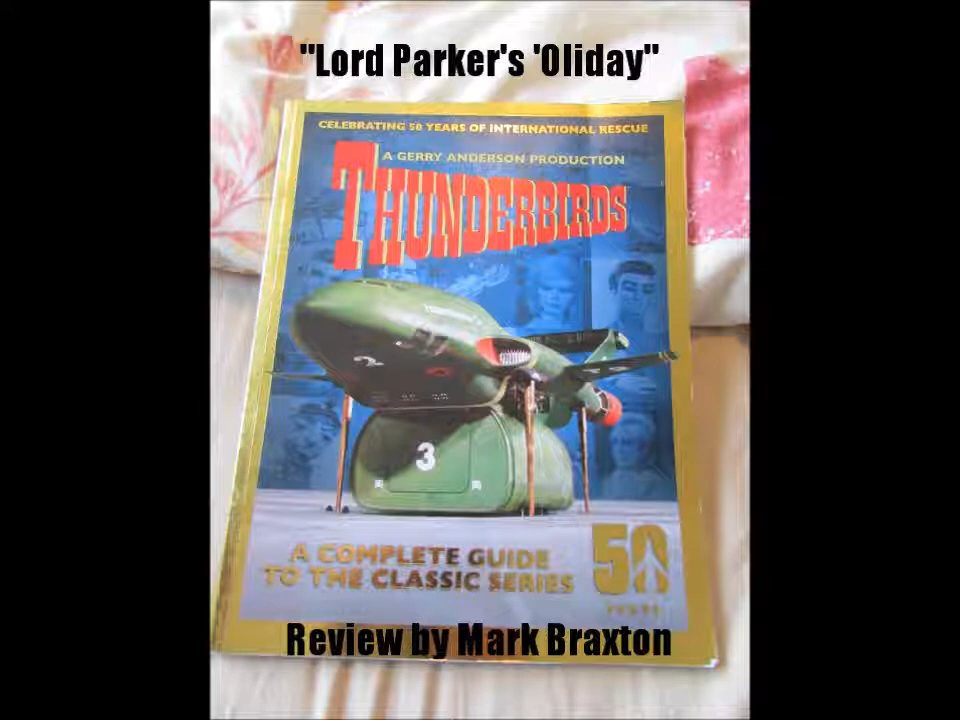 "Lord Parker's 'Oliday"
CELEBRATING 50 YEARS OF INTERNATIONAL RESCUE
A GERRY ANDERSON PRODUCTION
THUNDERBIRDS
3
A COMPLETE GUIDE
TO THE CLASSIC SERIES
50
YEARS
Review by Mark Braxton